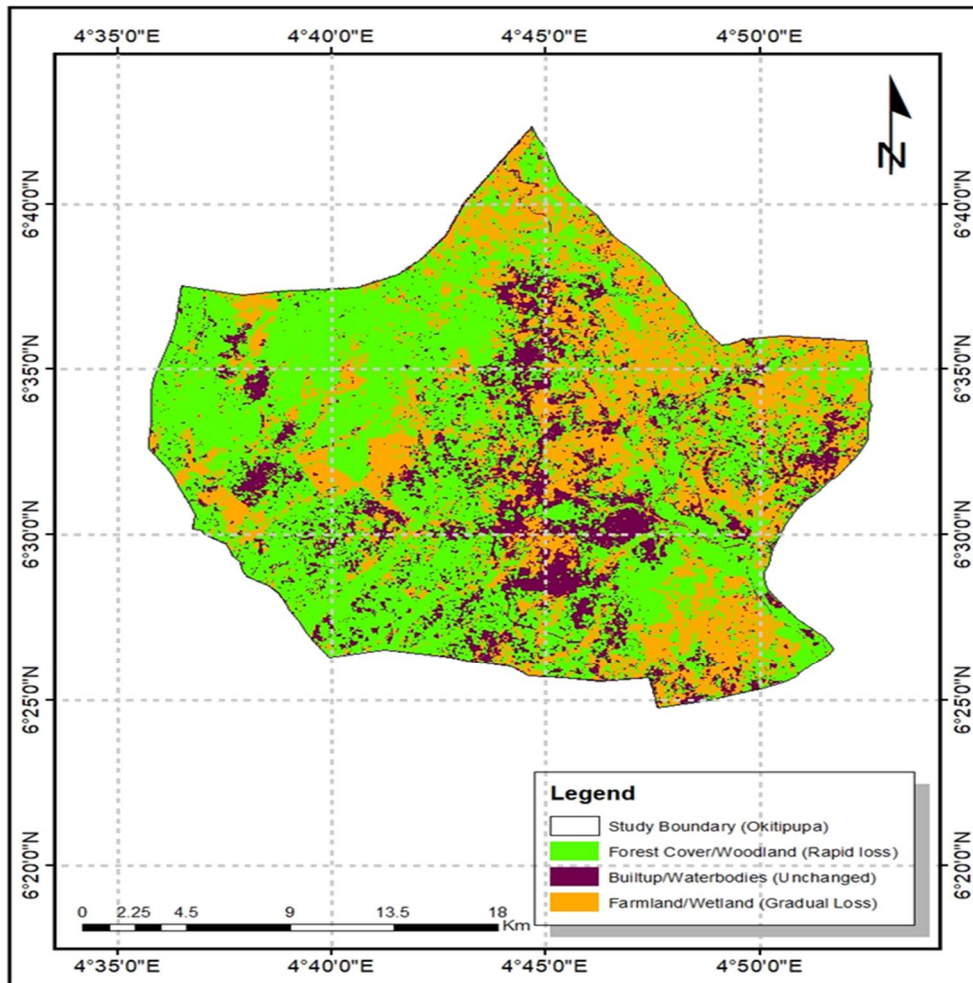 4°35'0"E 4°40'0"E 4°45'0"E 4°50'0"E
N
6°40'0"N 6°40'0"N
6°35'0"N 6°35'0"N
6°30'0"N 6°30'0"N
6°25'0"N 6°25'0"N
6°20'0"N 6°20'0"N
Legend
Study Boundary (Okitipupa)
Forest Cover/Woodland (Rapid loss)
Builtup/Waterbodies (Unchanged)
Farmland/Wetland (Gradual Loss)
0 2.25 4.5 9 13.5 18
Km
4°35'0"E 4°40'0"E 4°45'0"E 4°50'0"E